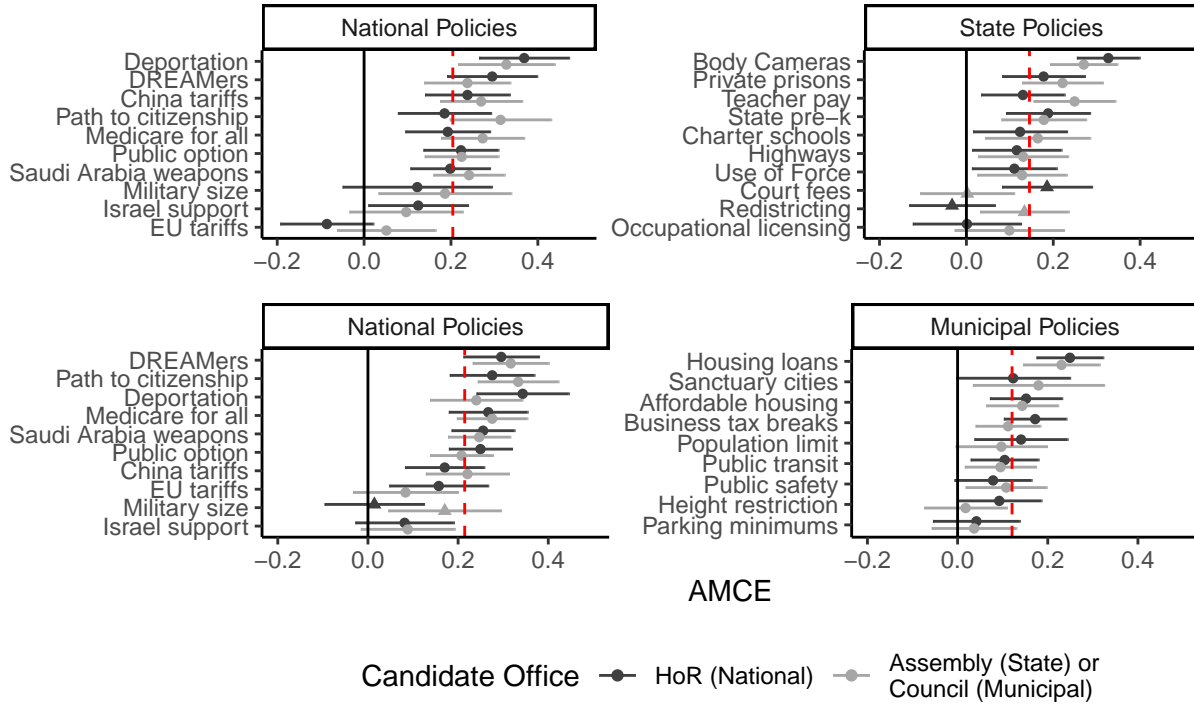 National Policies
Deportation
DREAMers
China tariffs
Path to citizenship
Medicare for all
Public option
Saudi Arabia weapons
Military size
Israel support
EU tariffs
−0.2 0.0 0.2 0.4
State Policies
Body Cameras
Private prisons
Teacher pay
State pre−k
Charter schools
Highways
Use of Force
Court fees
Redistricting
Occupational licensing
−0.2 0.0 0.2 0.4
National Policies
DREAMers
Path to citizenship
Deportation
Medicare for all
Saudi Arabia weapons
Public option
China tariffs
EU tariffs
Military size
Israel support
−0.2 0.0 0.2 0.4
Municipal Policies
Housing loans
Sanctuary cities
Affordable housing
Business tax breaks
Population limit
Public transit
Public safety
Height restriction
Parking minimums
−0.2 0.0 0.2 0.4
AMCE
Candidate Office HoR (National) Assembly (State) or
Council (Municipal)